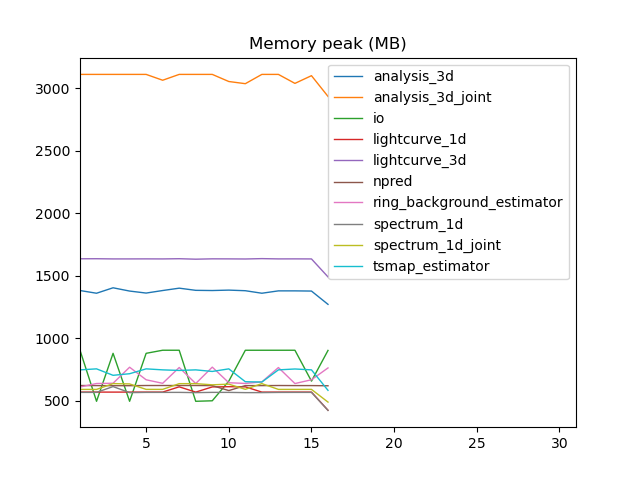 Memory peak (MB)
3000
2500
2000
1500
1000
500
5
10
15
20
25
30
analysis_3d
analysis_3d_joint
io
lightcurve_1d
lightcurve_3d
npred
ring_background_estimator
spectrum_1d
spectrum_1d_joint
tsmap_estimator